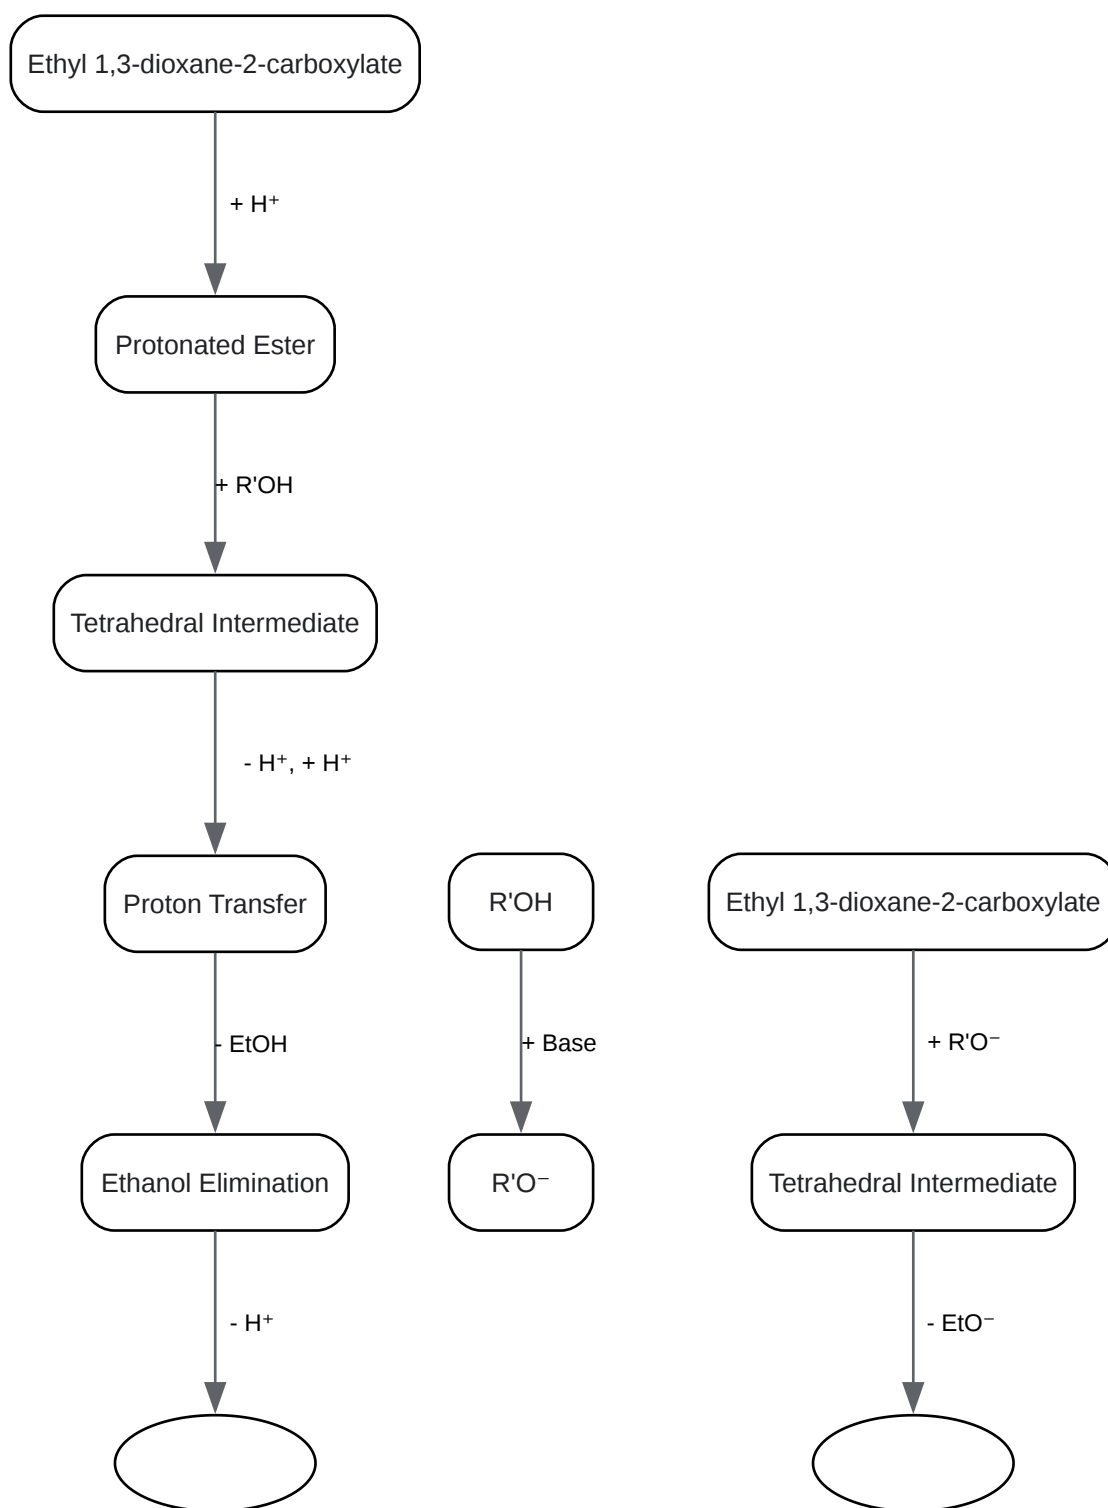 Ethyl 1,3-dioxane-2-carboxylate
+ H⁺
Protonated Ester
+ R'OH
Tetrahedral Intermediate
- H⁺, + H⁺
Proton Transfer
- EtOH
Ethanol Elimination
- H⁺
R'OH
+ Base
R'O⁻
Ethyl 1,3-dioxane-2-carboxylate
+ R'O⁻
Tetrahedral Intermediate
- EtO⁻